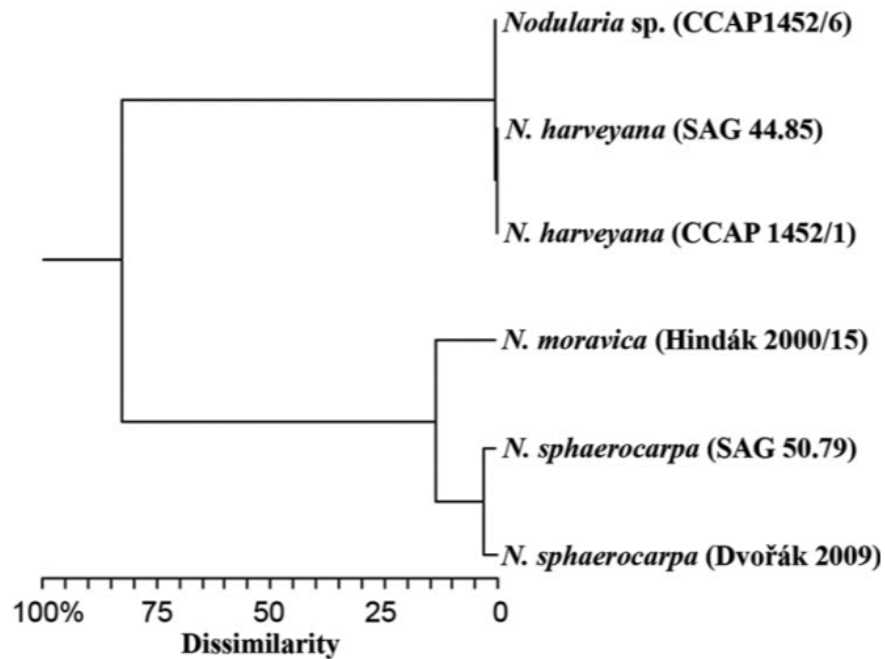 Nodularia sp. (CCAP1452/6)
N. harveyana (SAG 44.85)
N. harveyana (CCAP 1452/1)
N. moravica (Hindák 2000/15)
N. sphaerocarpa (SAG 50.79)
N. sphaerocarpa (Dvořák 2009)
100% 75 50 25 0
Dissimilarity